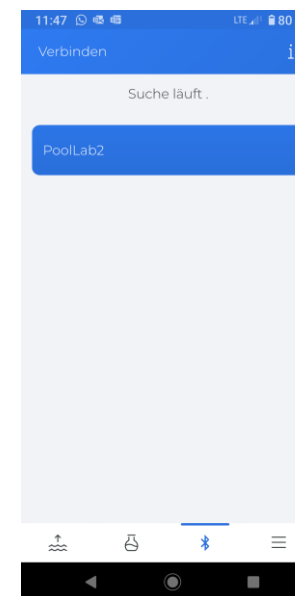 11:47 LTE 80
Verbinden i
Suche läuft .
PoolLab2